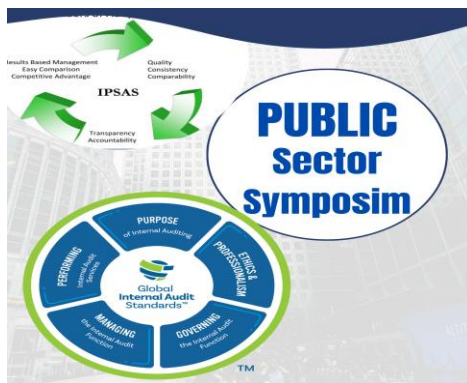 Results Based Management
Easy Comparison
Competitive Advantage
Quality
Consistency
Comparability
IPSAS
Transparency
Accountability
PUBLIC
Sector
Symposim
PURPOSE
of Internal Auditing
ETHICS &
PROFESSIONALISM
GOVERNING
the Internal Audit
Function
MANAGING
the Internal Audit
Function
PERFORMING
Internal Audit
Services
Global
Internal Audit
Standards™
TM